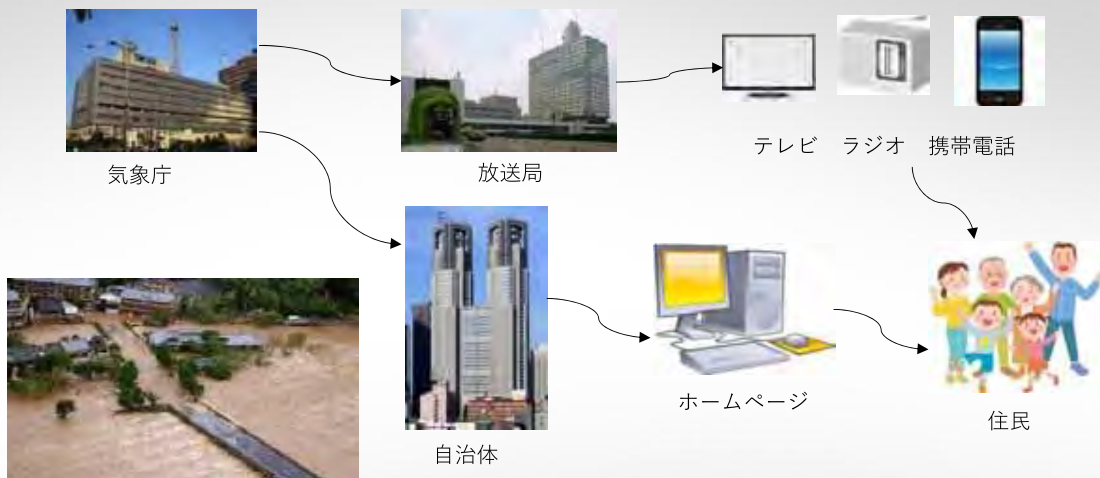 気象庁
放送局
テレビ ラジオ 携帯電話
自治体
ホームページ
住民